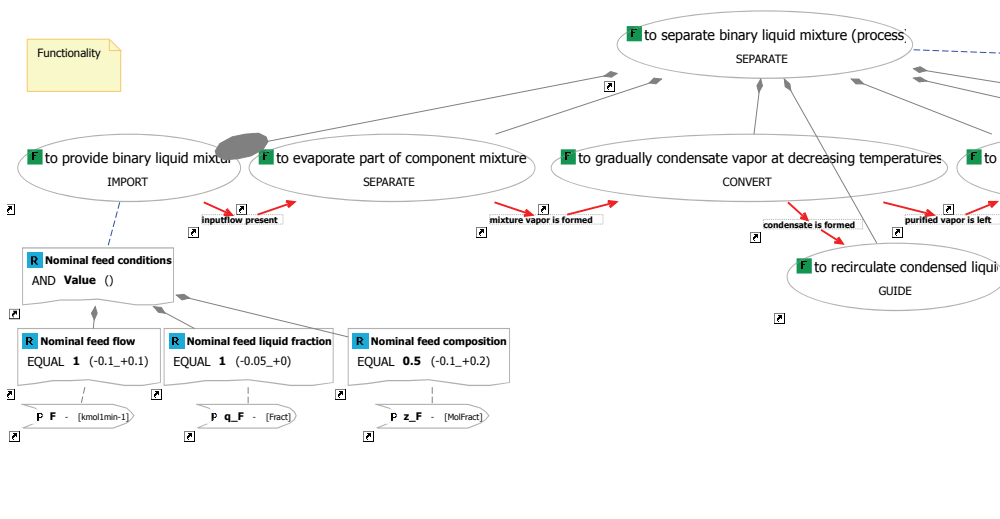 Functionality
F to separate binary liquid mixture (process)
SEPARATE
F to provide binary liquid
IMPORT
F to evaporate part of component mixture
SEPARATE
F to gradually condensate vapor at decreasing temperatures
CONVERT
F to
inputflow present
mixture vapor is formed
condensate is formed
purified vapor is left
R Nominal feed conditions
AND Value ()
F to recirculate condensed
GUIDE
R Nominal feed flow
EQUAL 1 (-0.1_+0.1)
R Nominal feed liquid fraction
EQUAL 1 (-0.05_+0)
R Nominal feed composition
EQUAL 0.5 (-0.1_+0.2)
P F - [kmol1min-1]
P q_F - [Fract]
P z_F - [MolFract]